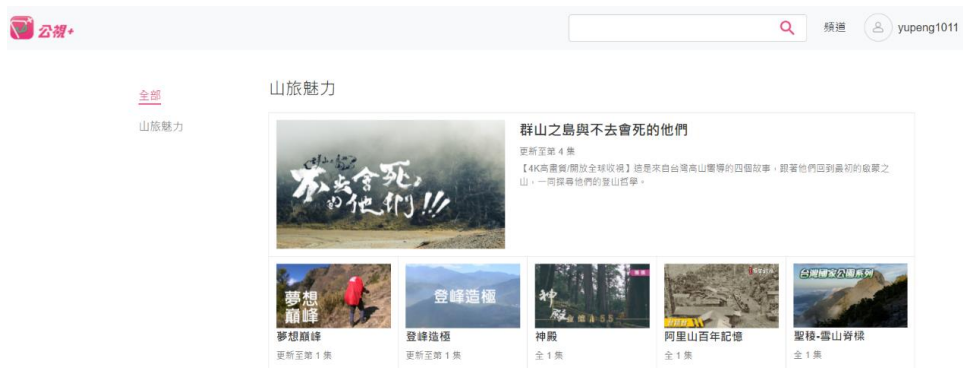 公視+
頻道
yupeng1011
全部
山旅魅力
山旅魅力
群山之島與不去會死的他們
更新至第 4 集
【4K高畫質/開放全球收視】這是來自台灣高山嚮導的四個故事，跟著他們回到最初的啟蒙之
山，一同探尋他們的登山哲學。
不去會死
的他們!!!
夢想
巔峰
登峰造極
神
殿
台灣國家公園系列
夢想巔峰
登峰造極
神殿
阿里山百年記憶
聖稜-雪山脊樑
更新至第 1 集
更新至第 1 集
全 1 集
全 1 集
全 1 集